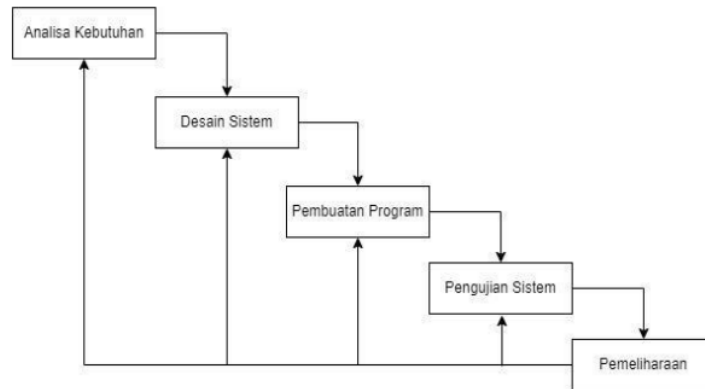 Analisa Kebutuhan
Desain Sistem
Pembuatan Program
Pengujian Sistem
Pemeliharaan